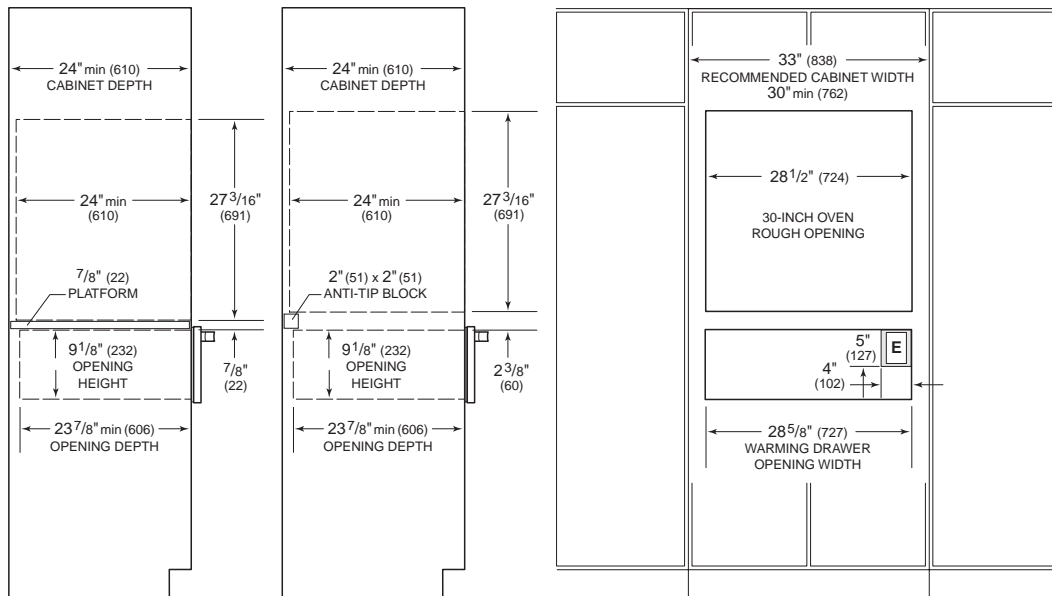 24" min (610)
CABINET DEPTH
24" min
(610)
27 3/16"
(691)
7/8" (22)
PLATFORM
9 1/8" (232)
OPENING
HEIGHT
7/8"
(22)
23 7/8" min (606)
OPENING DEPTH
24" min (610)
CABINET DEPTH
24" min
(610)
27 3/16"
(691)
2" (51) x 2" (51)
ANTI-TIP BLOCK
9 1/8" (232)
OPENING
HEIGHT
2 3/8"
(60)
23 7/8" min (606)
OPENING DEPTH
33" (838)
RECOMMENDED CABINET WIDTH
30" min (762)
28 1/2" (724)
30-INCH OVEN
ROUGH OPENING
5"
(127)
E
4"
(102)
28 5/8" (727)
WARMING DRAWER
OPENING WIDTH